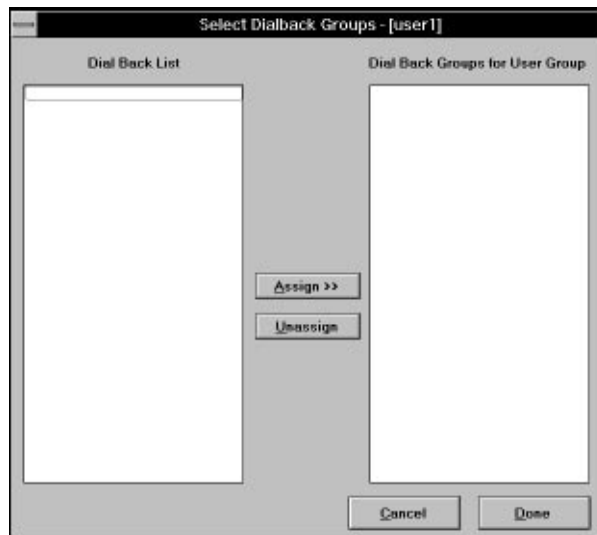 Select Dialback Groups - [user1]
Dial Back List
Dial Back Groups for User Group
Assign >>
Unassign
Cancel
Done